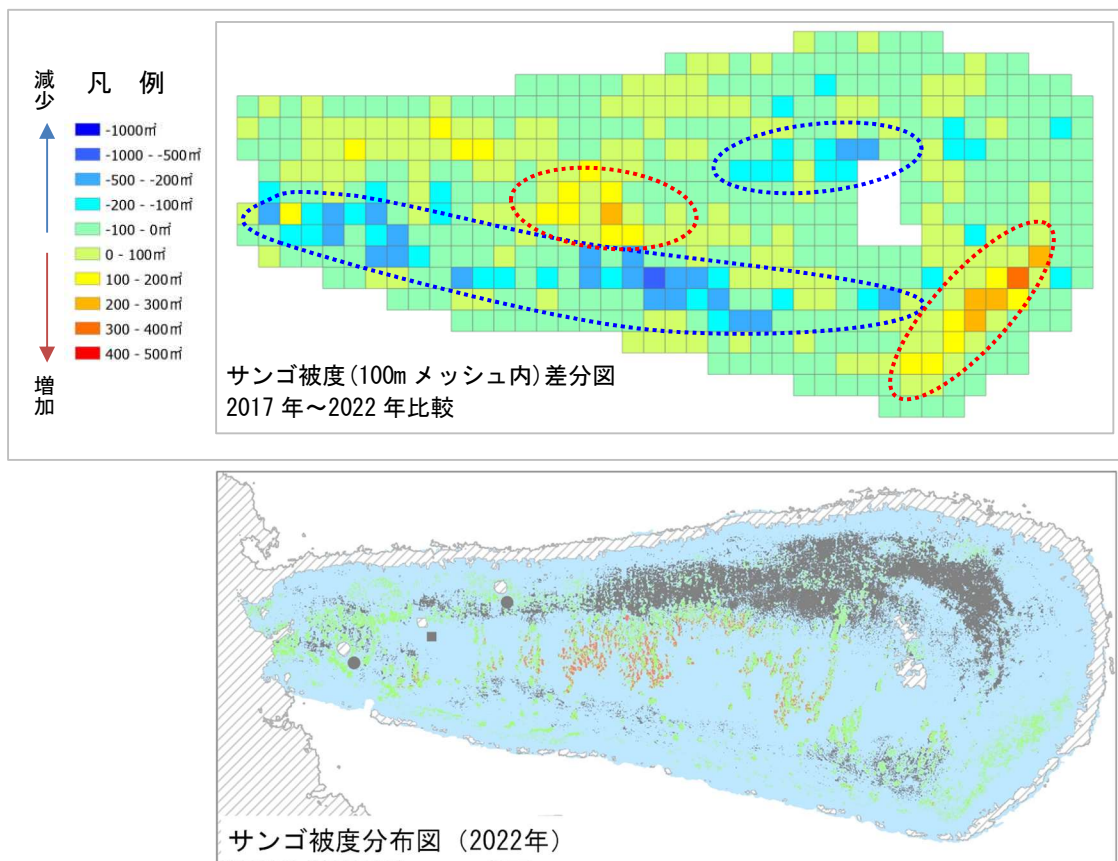 減少
凡 例
-1000㎡
-1000 - -500㎡
-500 - -200㎡
-200 - -100㎡
-100 - 0㎡
0 - 100㎡
100 - 200㎡
200 - 300㎡
300 - 400㎡
400 - 500㎡
増加
サンゴ被度(100m メッシュ内)差分図
2017 年～2022 年比較
サンゴ被度分布図 (2022年)